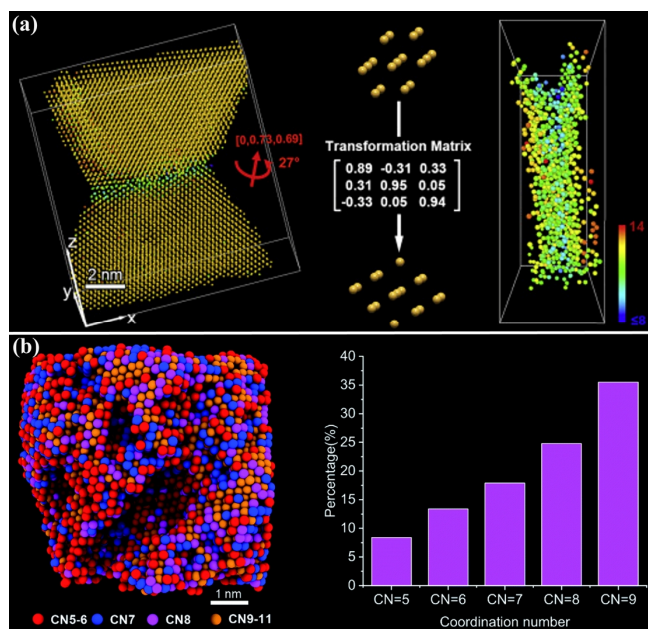 (a)
[0,0.73,0.69]
27°
z
y
x
2 nm
Transformation Matrix
0.89 -0.31 0.33
0.31 0.95 0.05
-0.33 0.05 0.94
14
≤8
(b)
CN5-6 CN7 CN8 CN9-11
1 nm
Percentage(%)
40
35
30
25
20
15
10
5
0
CN=5 CN=6 CN=7 CN=8 CN=9
Coordination number